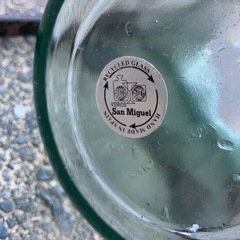 RECYCLED GLASS
VIDRIOS
San Miguel
HAND MADE IN SPAIN